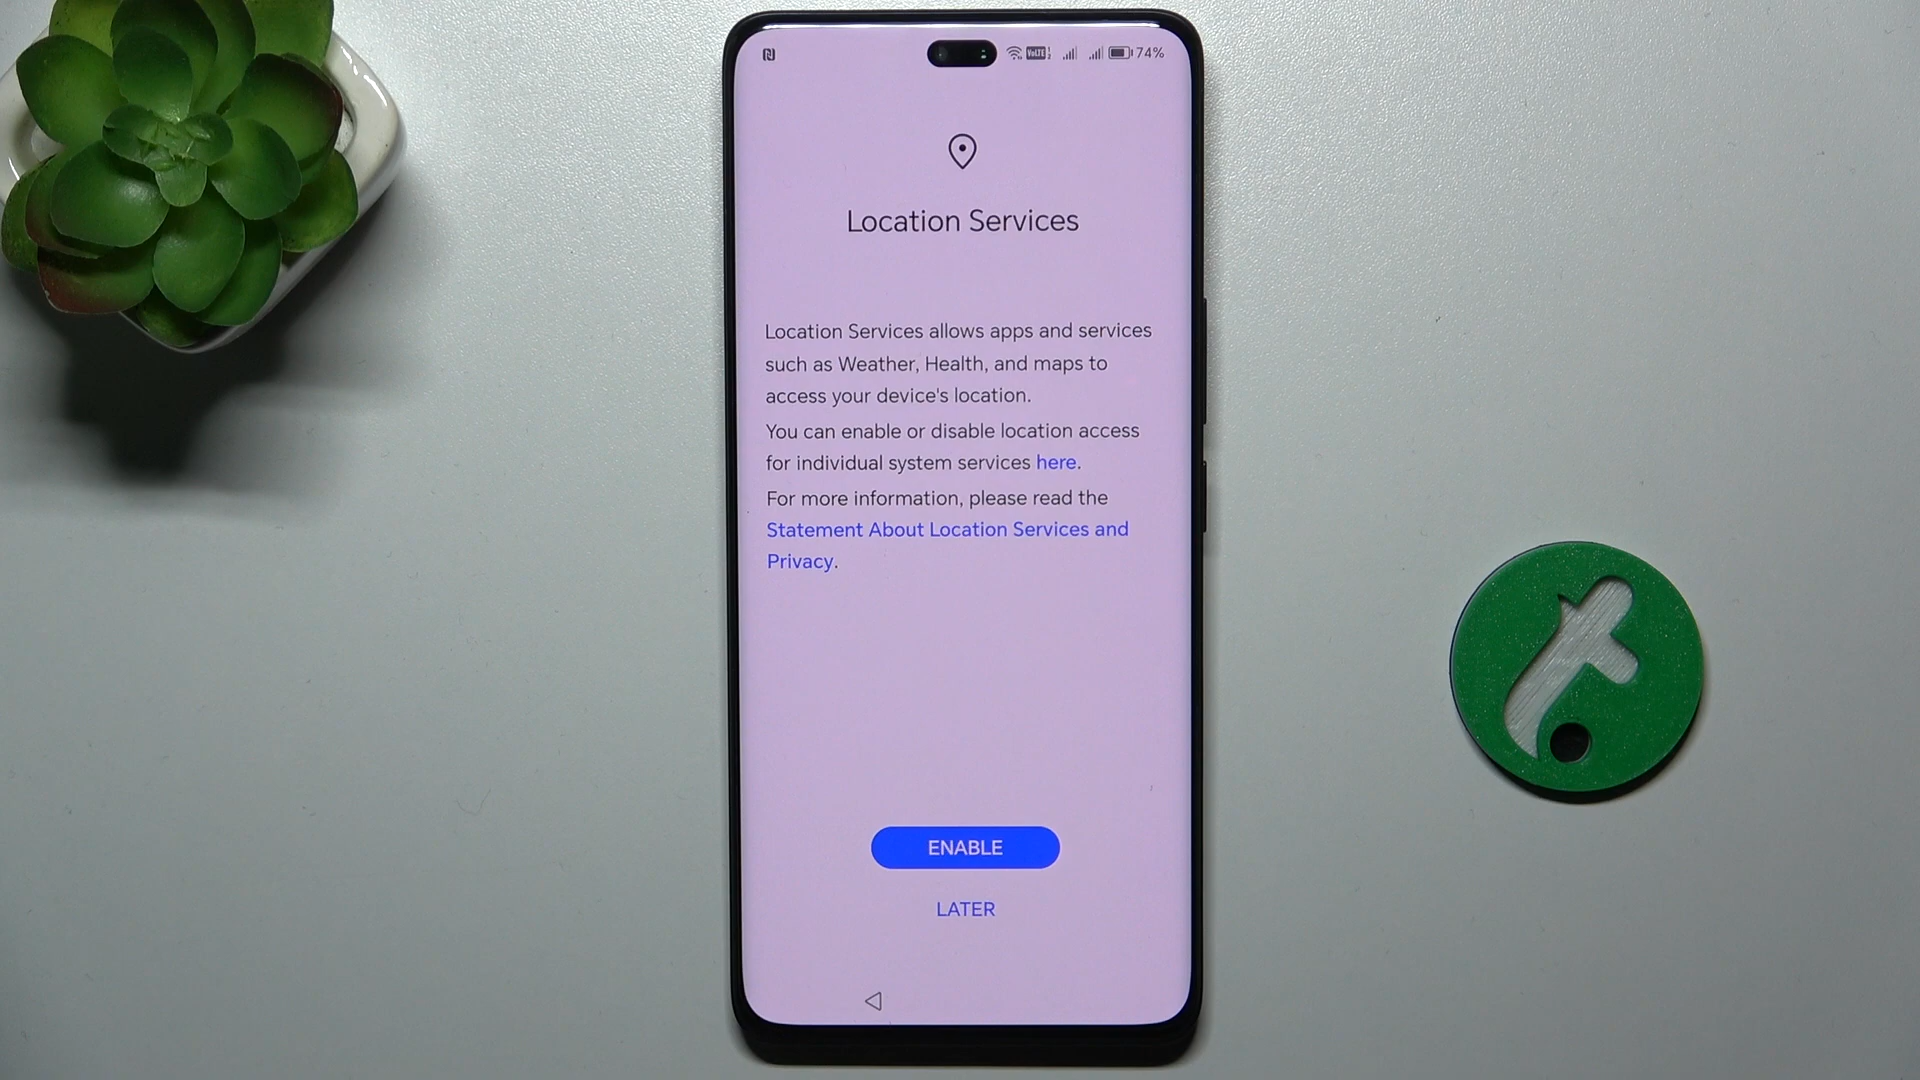 74%
Location Services
Location Services allows apps and services
such as Weather, Health, and maps to
access your device's location.
You can enable or disable location access
for individual system services here.
For more information, please read the
Statement About Location Services and
Privacy.
ENABLE
LATER